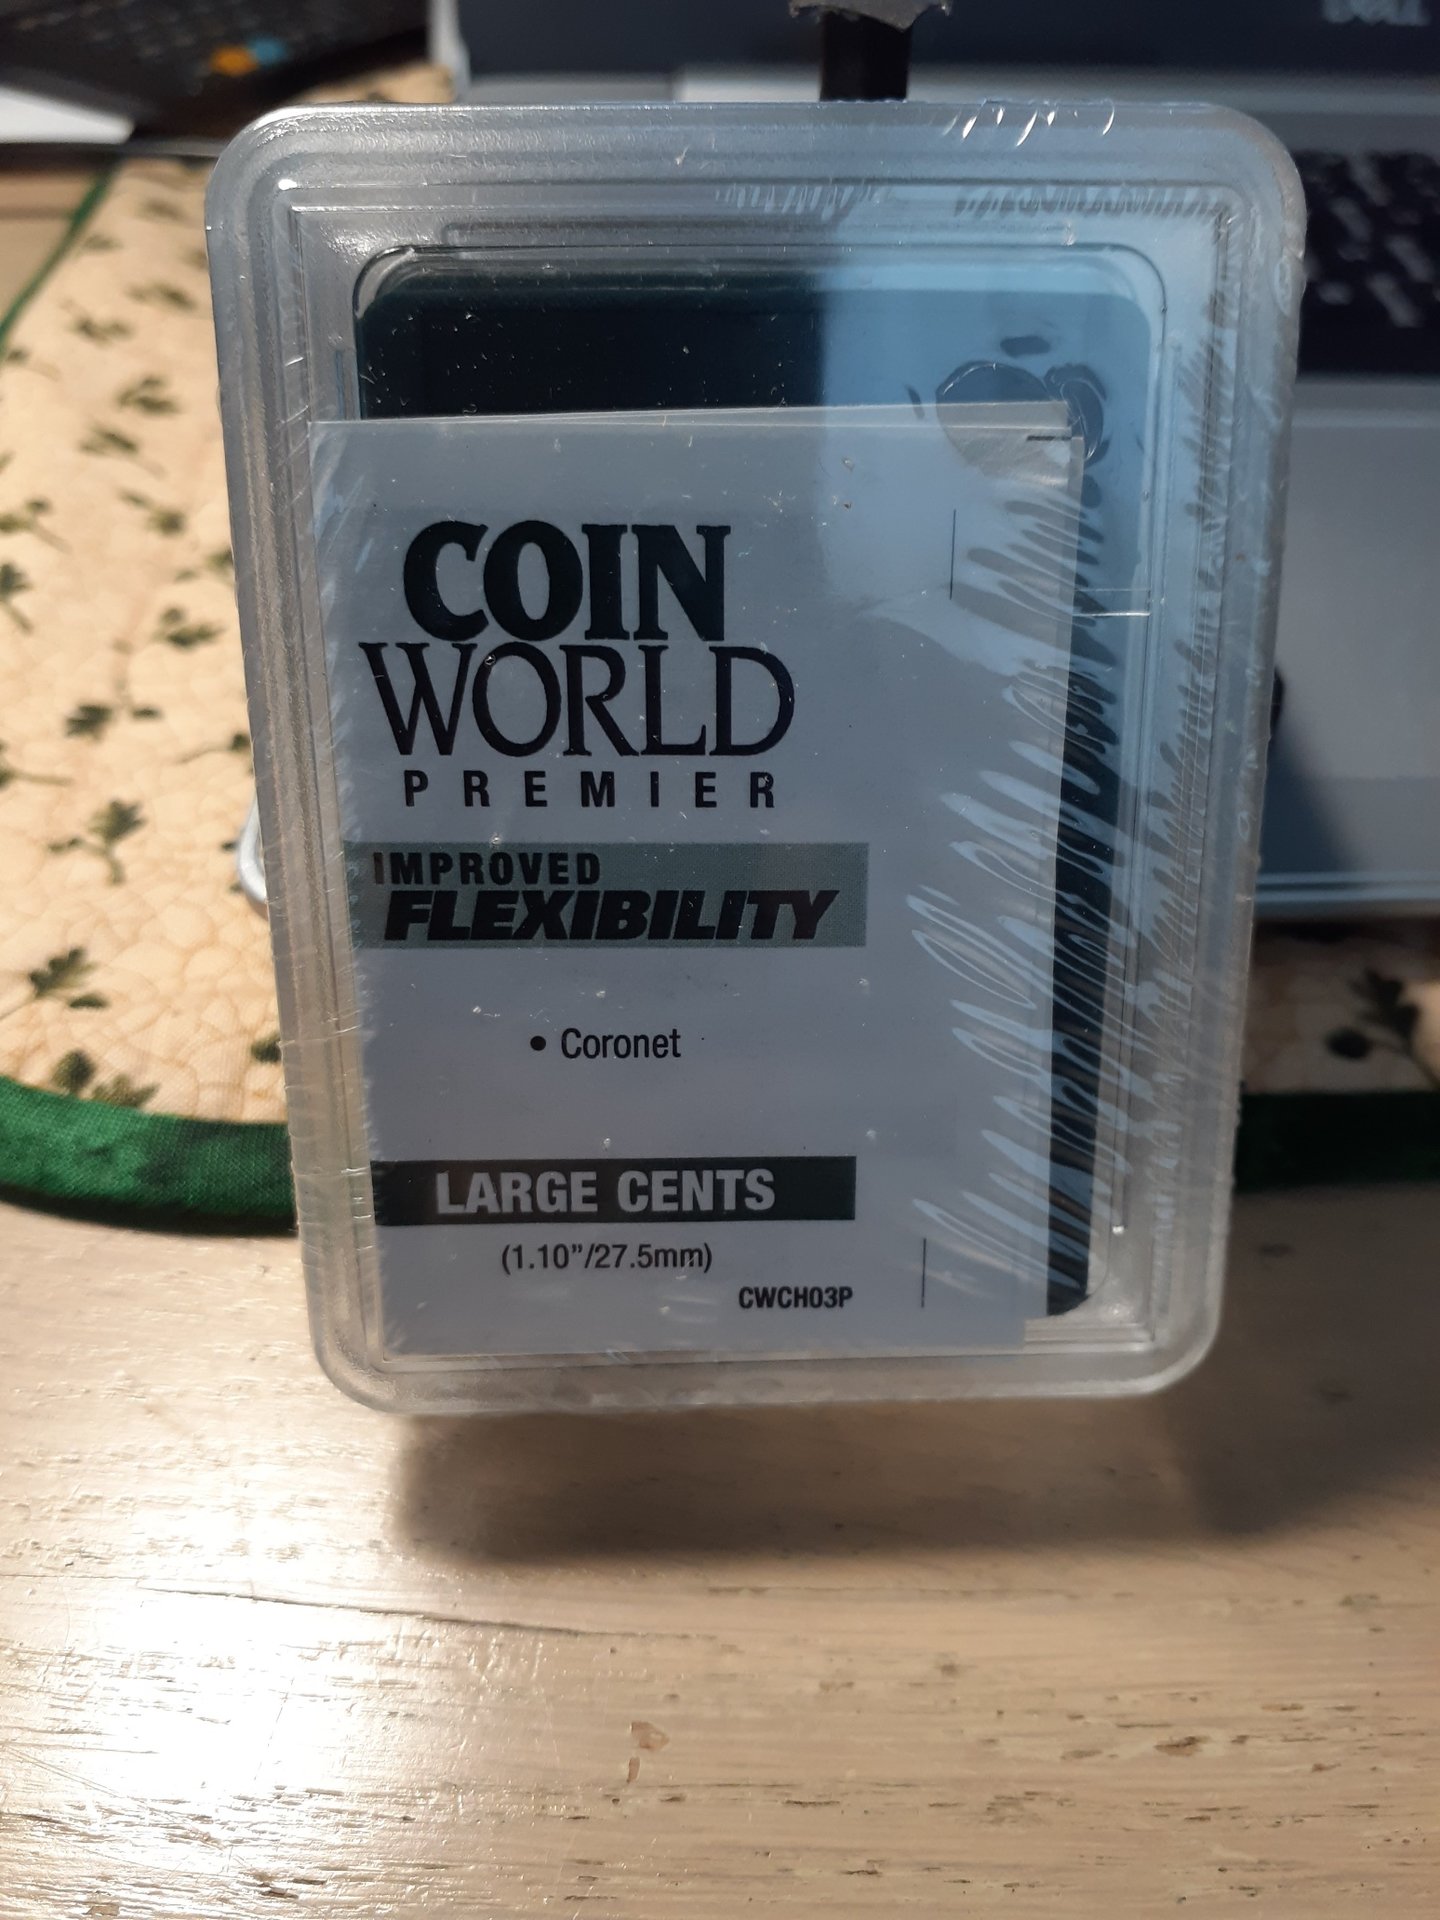 COIN
WORLD
PREMIER
IMPROVED
FLEXIBILITY
• Coronet
LARGE CENTS
(1.10”/27.5mm)
CWCH03P